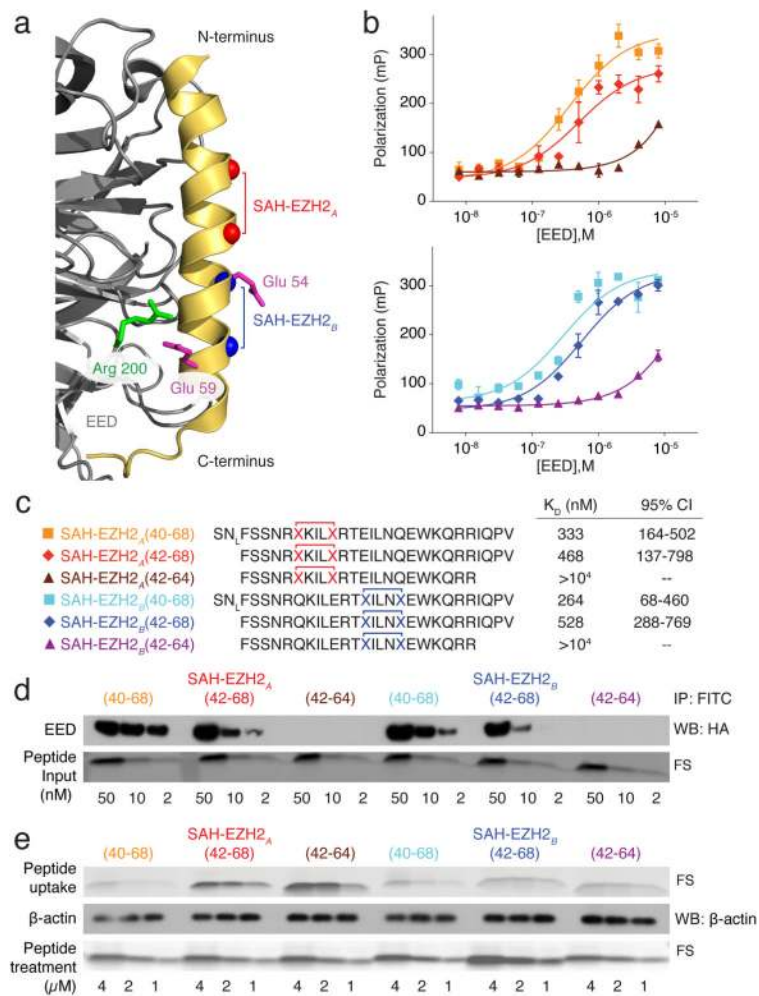 a
N-terminus
SAH-EZH2A
Glu 54
SAH-EZH2B
Arg 200
Glu 59
EED
C-terminus
b
Polarization (mP)
300
200
100
0
10-8 10-7 10-6 10-5
[EED],M
Polarization (mP)
300
200
100
0
10-8 10-7 10-6 10-5
[EED],M
c
KD (nM) 95% CI
SAH-EZH2A(40-68) SNLFSSNRXKILXRTEILNQEWKQRRIQPV 333 164-502
SAH-EZH2A(42-68) FSSNRXKILXRTEILNQEWKQRRIQPV 468 137-798
SAH-EZH2A(42-64) FSSNRXKILXRTEILNQEWKQRR >104 --
SAH-EZH2B(40-68) SNLFSSNRQKILERTXILNXEWKQRRIQPV 264 68-460
SAH-EZH2B(42-68) FSSNRQKILERTXILNXEWKQRRIQPV 528 288-769
SAH-EZH2B(42-64) FSSNRQKILERTXILNXEWKQRR >104 --
d
SAH-EZH2A SAH-EZH2B
(40-68) (42-68) (42-64) (40-68) (42-68) (42-64) IP: FITC
EED WB: HA
Peptide Input FS
(nM) 50 10 2 50 10 2 50 10 2 50 10 2 50 10 2 50 10 2
e
SAH-EZH2A SAH-EZH2B
(40-68) (42-68) (42-64) (40-68) (42-68) (42-64)
Peptide uptake FS
β-actin WB: β-actin
Peptide treatment FS
(µM) 4 2 1 4 2 1 4 2 1 4 2 1 4 2 1 4 2 1